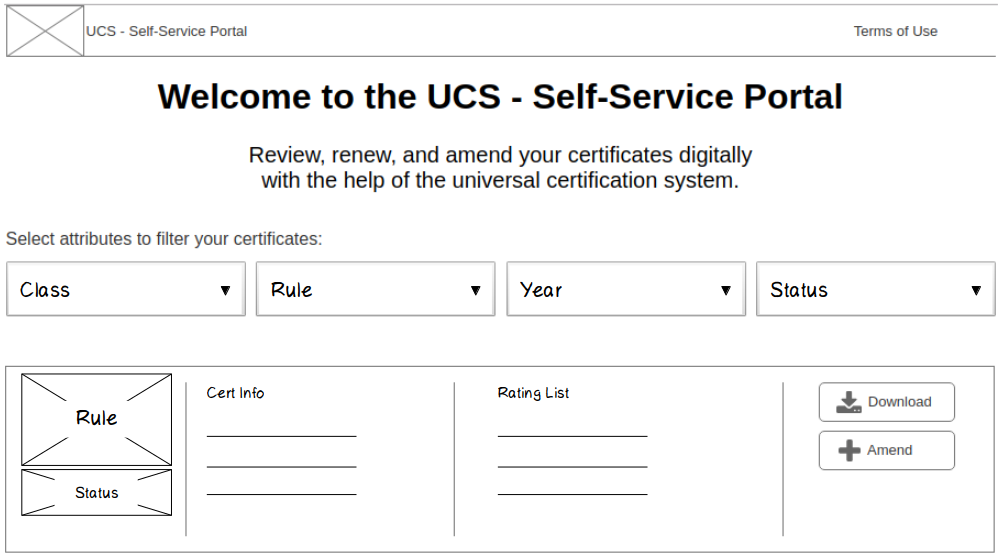 UCS - Self-Service Portal
Terms of Use
Welcome to the UCS - Self-Service Portal
Review, renew, and amend your certificates digitally
with the help of the universal certification system.
Select attributes to filter your certificates:
Class
Rule
Year
Status
Rule
Status
Cert Info
Rating List
Download
Amend